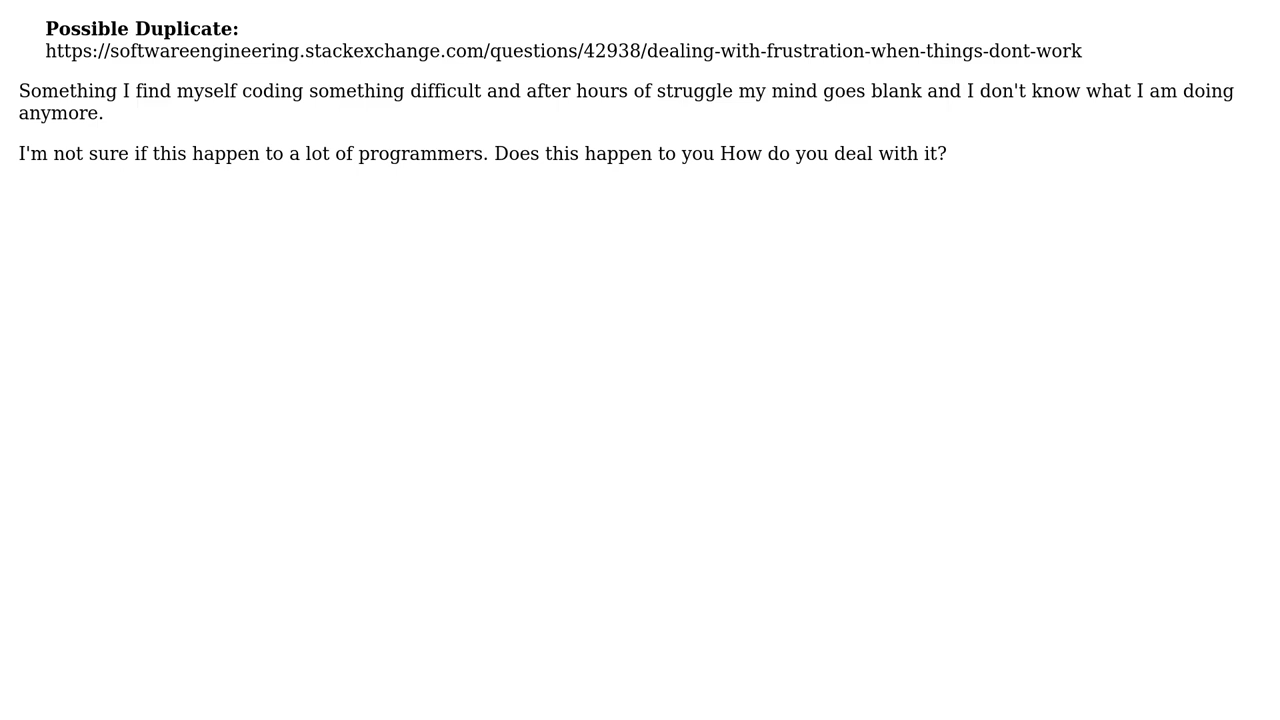 Possible Duplicate:
https://softwareengineering.stackexchange.com/questions/42938/dealing-with-frustration-when-things-dont-work
Something I find myself coding something difficult and after hours of struggle my mind goes blank and I don't know what I am doing
anymore.
I'm not sure if this happen to a lot of programmers. Does this happen to you How do you deal with it?